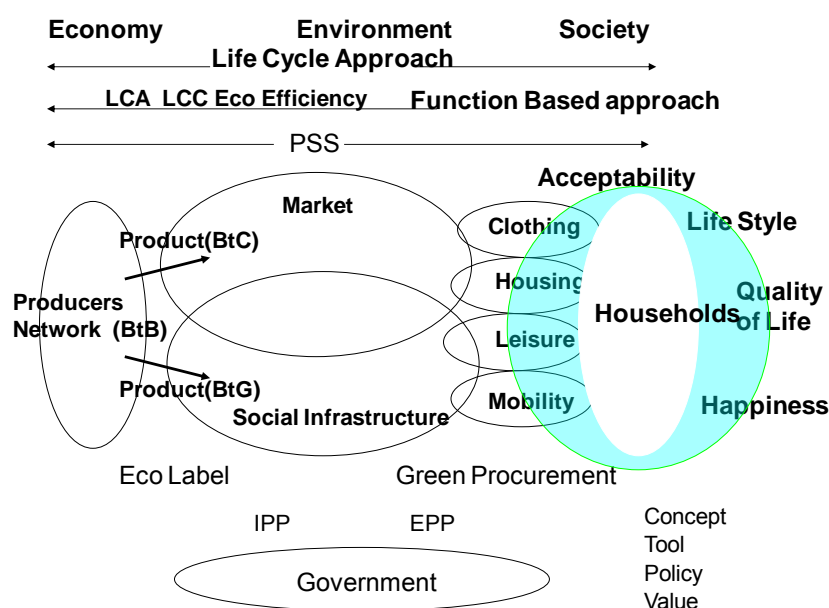 Economy Environment Society
Life Cycle Approach
LCA LCC Eco Efficiency Function Based approach
PSS
Acceptability
Market
Clothing
Life Style
Product(BtC)
Housing
Quality
of Life
Producers
Network (BtB)
Households
Leisure
Product(BtG)
Mobility
Happiness
Social Infrastructure
Eco Label Green Procurement
IPP EPP
Concept
Tool
Policy
Value
Government